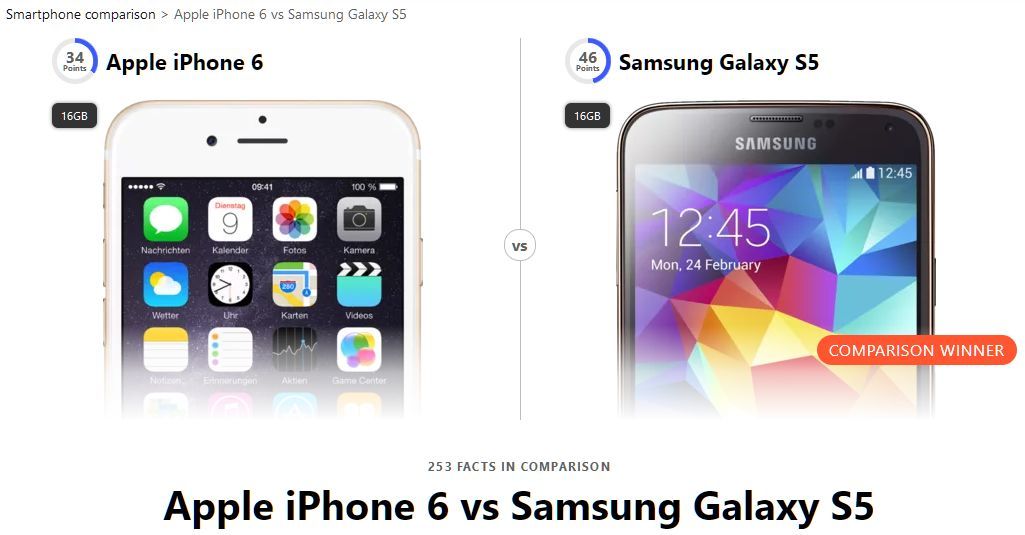 Smartphone comparison > Apple iPhone 6 vs Samsung Galaxy S5
34
Points
Apple iPhone 6
16GB
09:41
100 %
Dienstag
9
Nachrichten
Kalender
Fotos
Kamera
280
Wetter
Uhr
Karten
Videos
Notizen
Erinnerungen
Aktien
Game Center
vs
46
Points
Samsung Galaxy S5
16GB
SAMSUNG
12:45
12:45
Mon, 24 February
COMPARISON WINNER
253 FACTS IN COMPARISON
Apple iPhone 6 vs Samsung Galaxy S5